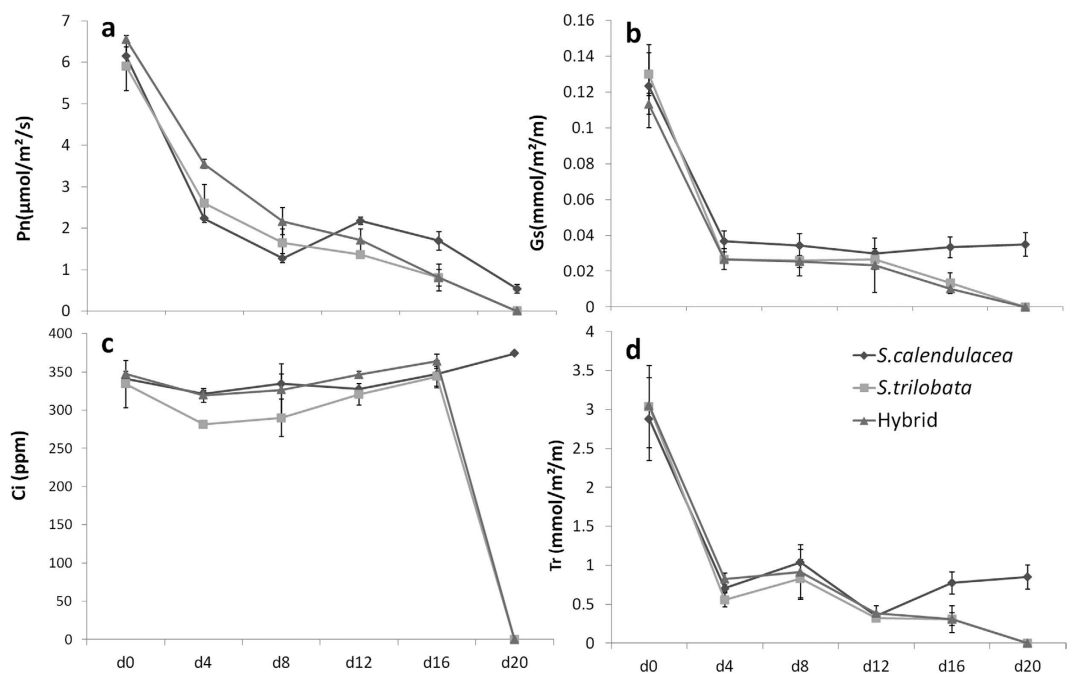 a
7
6
5
4
3
2
1
0
Pn(µmol/m²/s)
b
0.16
0.14
0.12
0.1
0.08
0.06
0.04
0.02
0
Gs(mmol/m²/m)
c
400
350
300
250
200
150
100
50
0
Ci (ppm)
d0 d4 d8 d12 d16 d20
d
4
3.5
3
2.5
2
1.5
1
0.5
0
Tr (mmol/m²/m)
S.calendulacea
S.trilobata
Hybrid
d0 d4 d8 d12 d16 d20